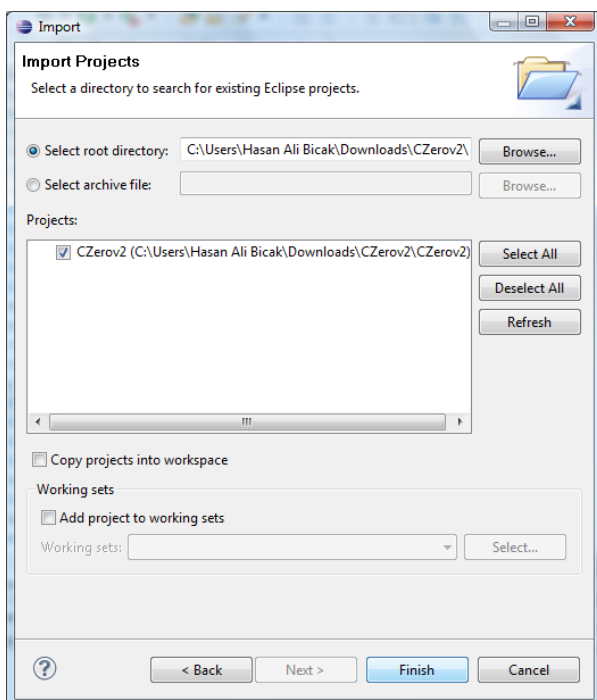 Import
Import Projects
Select a directory to search for existing Eclipse projects.
Select root directory: C:\Users\Hasan Ali Bicak\Downloads\CZerov2\ Browse...
Select archive file: Browse...
Projects:
CZerov2 (C:\Users\Hasan Ali Bicak\Downloads\CZerov2\CZerov2) Select All
Deselect All
Refresh
Copy projects into workspace
Working sets
Add project to working sets
Working sets: Select...
? < Back Next > Finish Cancel